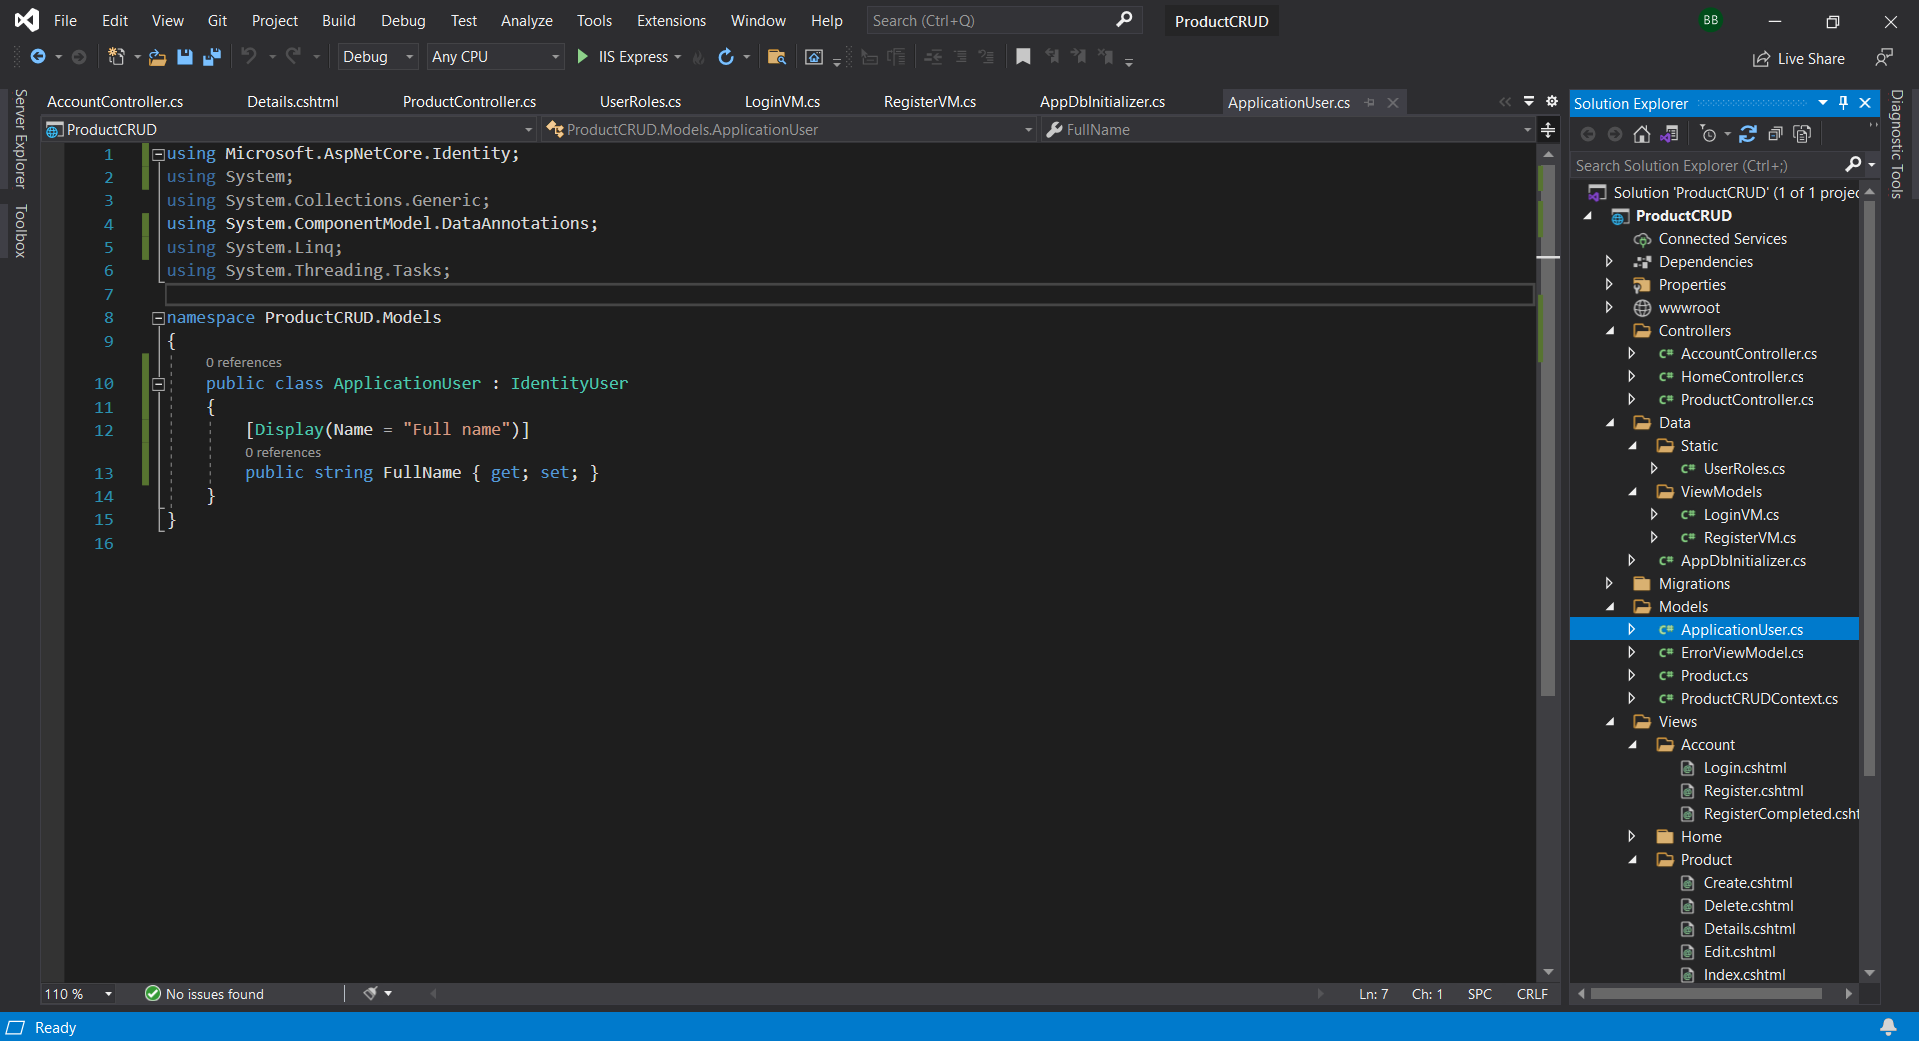 File Edit View Git Project Build Debug Test Analyze Tools Extensions Window Help Search (Ctrl+Q) ProductCRUD BB
Debug Any CPU IIS Express Live Share
Server Explorer
Toolbox
AccountController.cs Details.cshtml ProductController.cs UserRoles.cs LoginVM.cs RegisterVM.cs AppDbInitializer.cs ApplicationUser.cs
ProductCRUD ProductCRUD.Models.ApplicationUser FullName
1 using Microsoft.AspNetCore.Identity;
2 using System;
3 using System.Collections.Generic;
4 using System.ComponentModel.DataAnnotations;
5 using System.Linq;
6 using System.Threading.Tasks;
7
8 namespace ProductCRUD.Models
9 {
0 references
10 public class ApplicationUser : IdentityUser
11 {
12 [Display(Name = "Full name")]
0 references
13 public string FullName { get; set; }
14 }
15 }
16
110 % No issues found Ln: 7 Ch: 1 SPC CRLF
Solution Explorer
Search Solution Explorer (Ctrl+;)
Solution 'ProductCRUD' (1 of 1 projec
ProductCRUD
Connected Services
Dependencies
Properties
wwwroot
Controllers
C# AccountController.cs
C# HomeController.cs
C# ProductController.cs
Data
Static
C# UserRoles.cs
ViewModels
C# LoginVM.cs
C# RegisterVM.cs
C# AppDbInitializer.cs
Migrations
Models
C# ApplicationUser.cs
C# ErrorViewModel.cs
C# Product.cs
C# ProductCRUDContext.cs
Views
Account
Login.cshtml
Register.cshtml
RegisterCompleted.csht
Home
Product
Create.cshtml
Delete.cshtml
Details.cshtml
Edit.cshtml
Index.cshtml
Diagnostic Tools
Ready